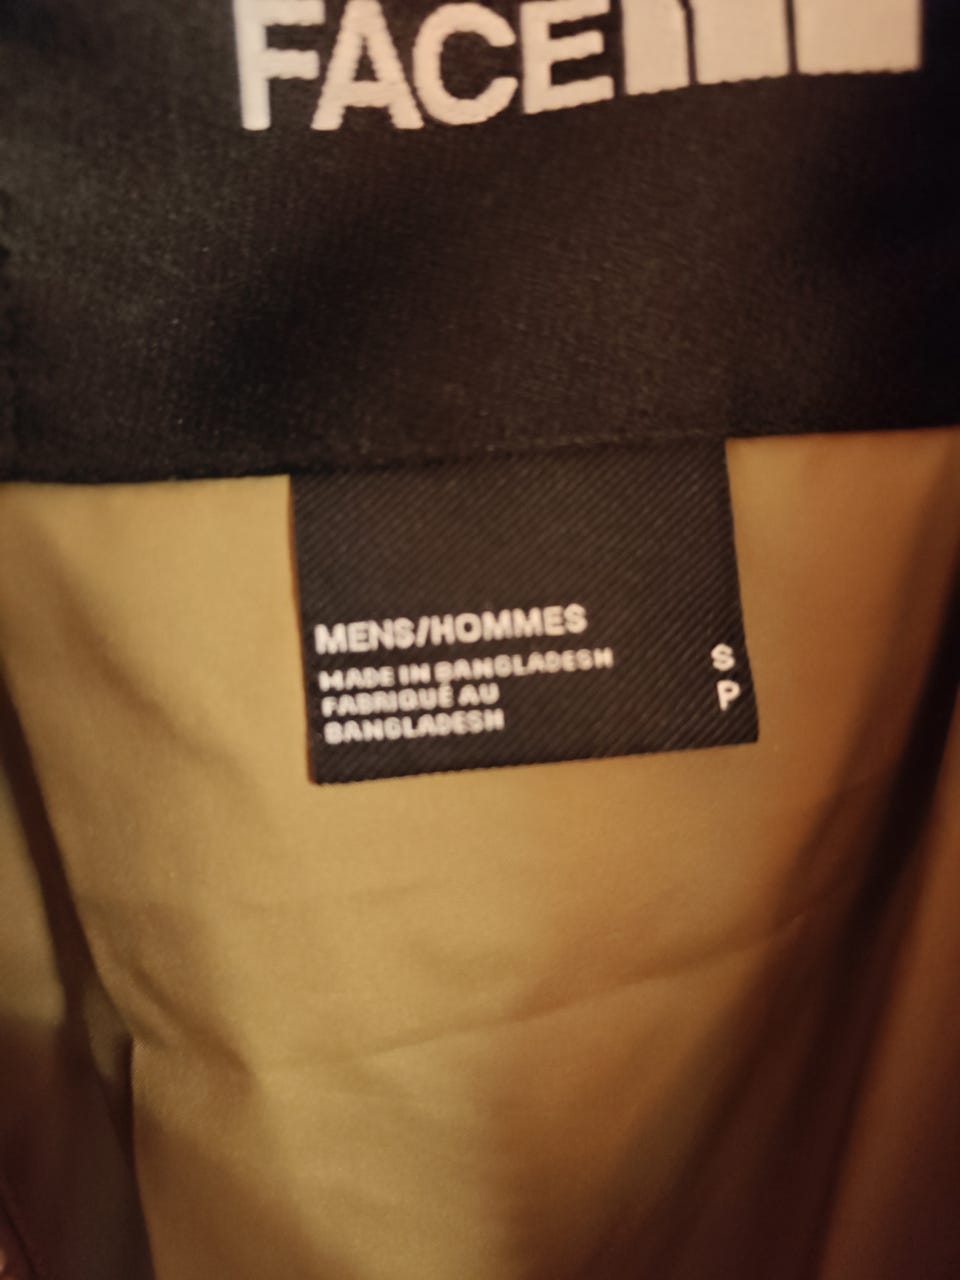 FACE
MENS/HOMMES
MADE IN BANGLADESH
FABRIQUÉ AU
BANGLADESH
S
P